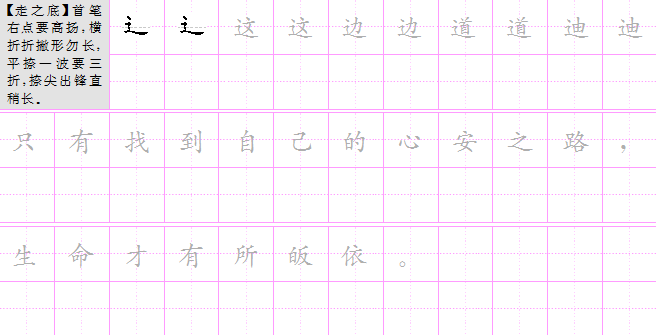 【走之底】首笔
右点要高扬,横
折折撇形勿长,
平捺一波要三
折,捺尖出锋直
稍长。
辶辶这这边边道道迪迪
只有找到自己的心安之路，
生命才有所皈依。